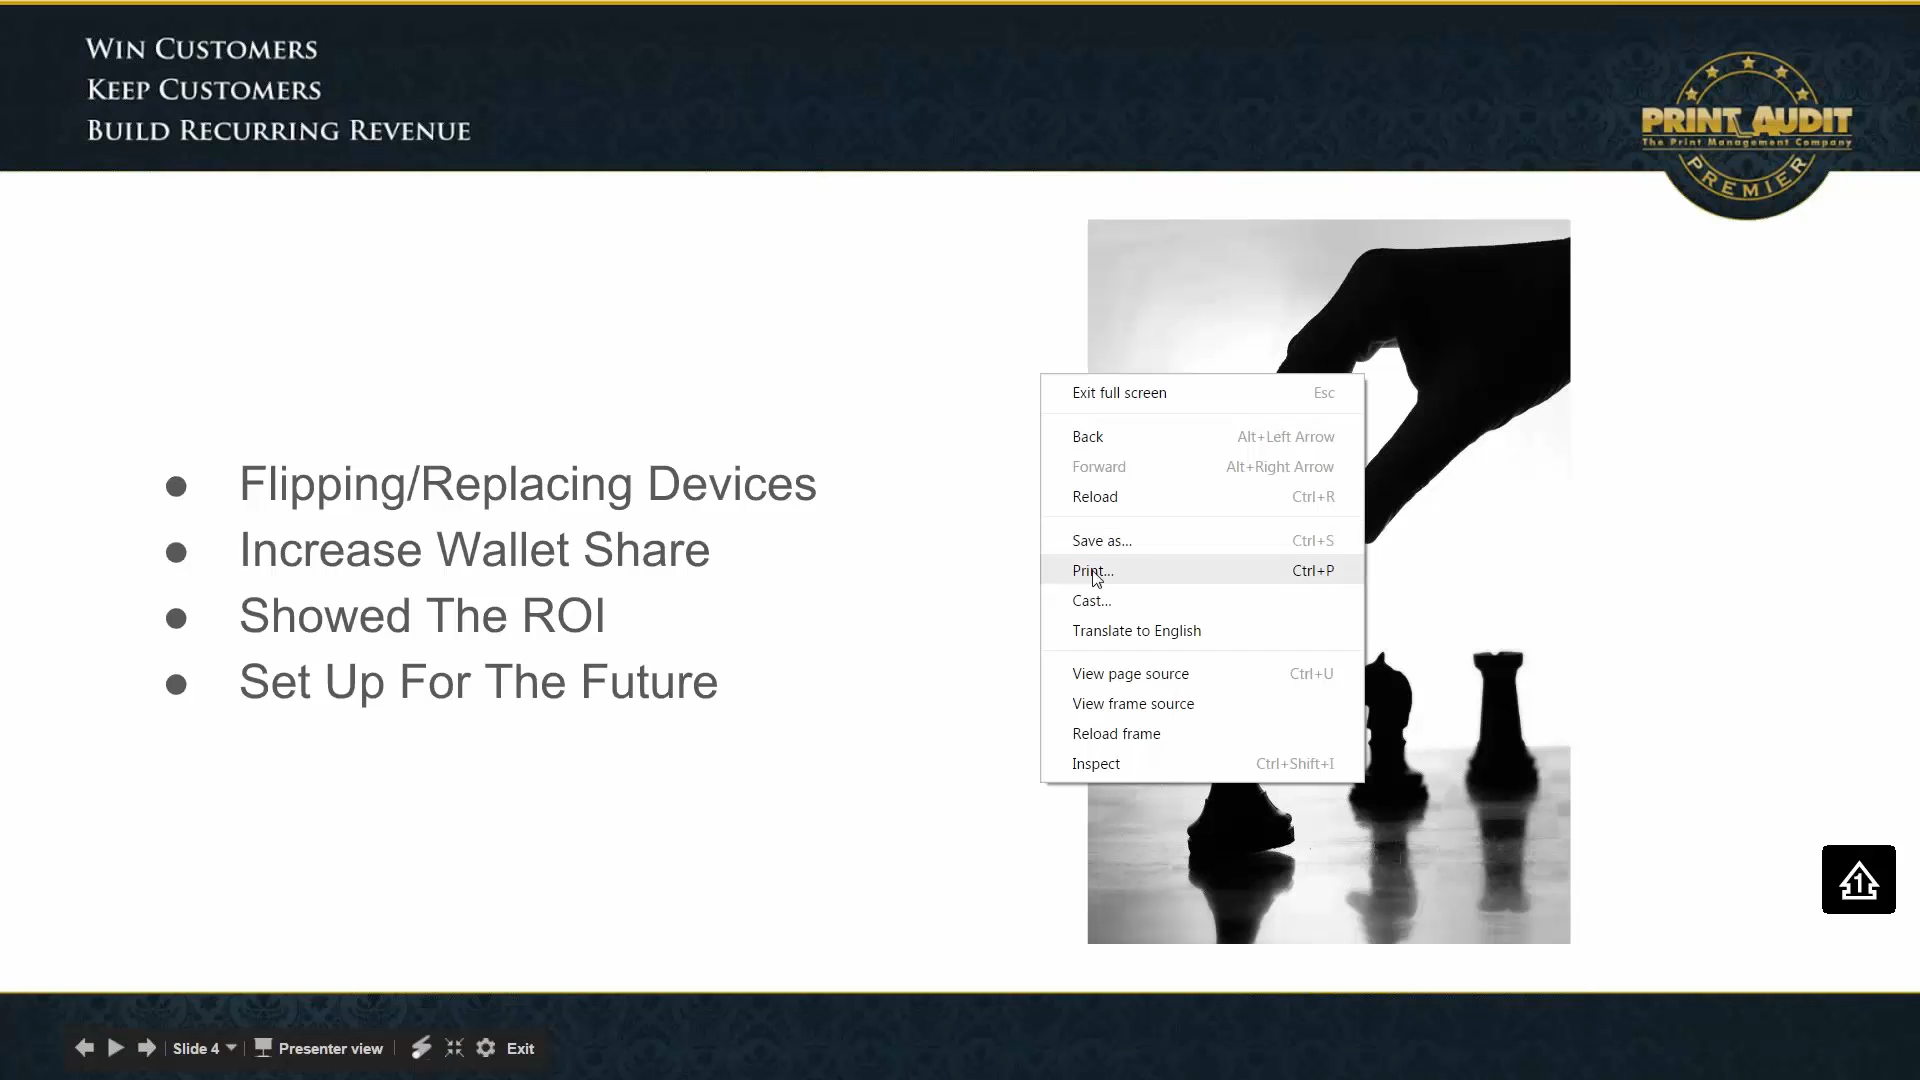 WIN CUSTOMERS
KEEP CUSTOMERS
BUILD RECURRING REVENUE
PRINT AUDIT
The Print Management Company
PREMIER
● Flipping/Replacing Devices
● Increase Wallet Share
● Showed The ROI
● Set Up For The Future
Exit full screen Esc
Back Alt+Left Arrow
Forward Alt+Right Arrow
Reload Ctrl+R
Save as... Ctrl+S
Print... Ctrl+P
Cast...
Translate to English
View page source Ctrl+U
View frame source
Reload frame
Inspect Ctrl+Shift+I
1
Slide 4 Presenter view Exit